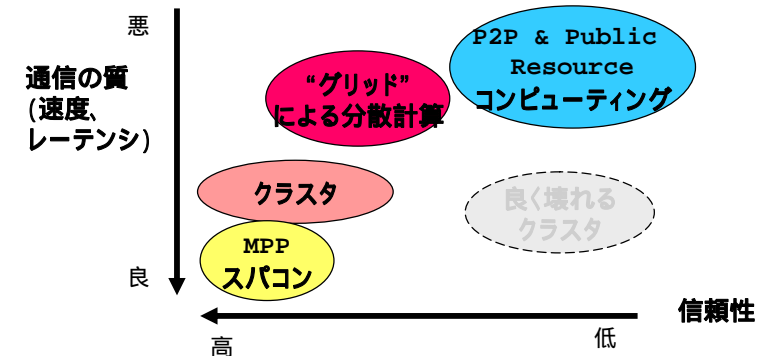 悪
通信の質
(速度、
レーテンシ)
P2P & Public
Resource
コンピューティング
“グリッド”
による分散計算
クラスタ
良く壊れる
クラスタ
MPP
スパコン
良
信頼性
高
低